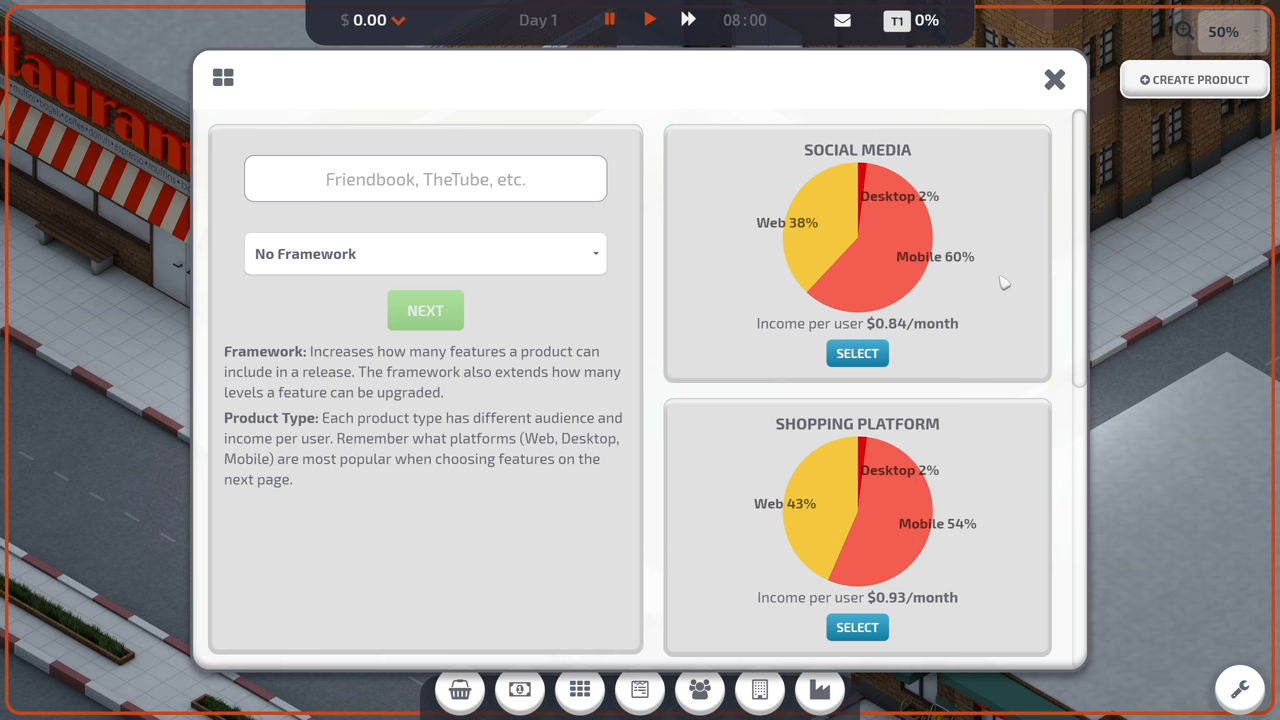 $ 0.00
Day 1
08:00
T1 0%
50%
CREATE PRODUCT
Friendbook, TheTube, etc.
No Framework
NEXT
Framework: Increases how many features a product can
include in a release. The framework also extends how many
levels a feature can be upgraded.
Product Type: Each product type has different audience and
income per user. Remember what platforms (Web, Desktop,
Mobile) are most popular when choosing features on the
next page.
SOCIAL MEDIA
Desktop 2%
Web 38%
Mobile 60%
Income per user $0.84/month
SELECT
SHOPPING PLATFORM
Desktop 2%
Web 43%
Mobile 54%
Income per user $0.93/month
SELECT
tauran